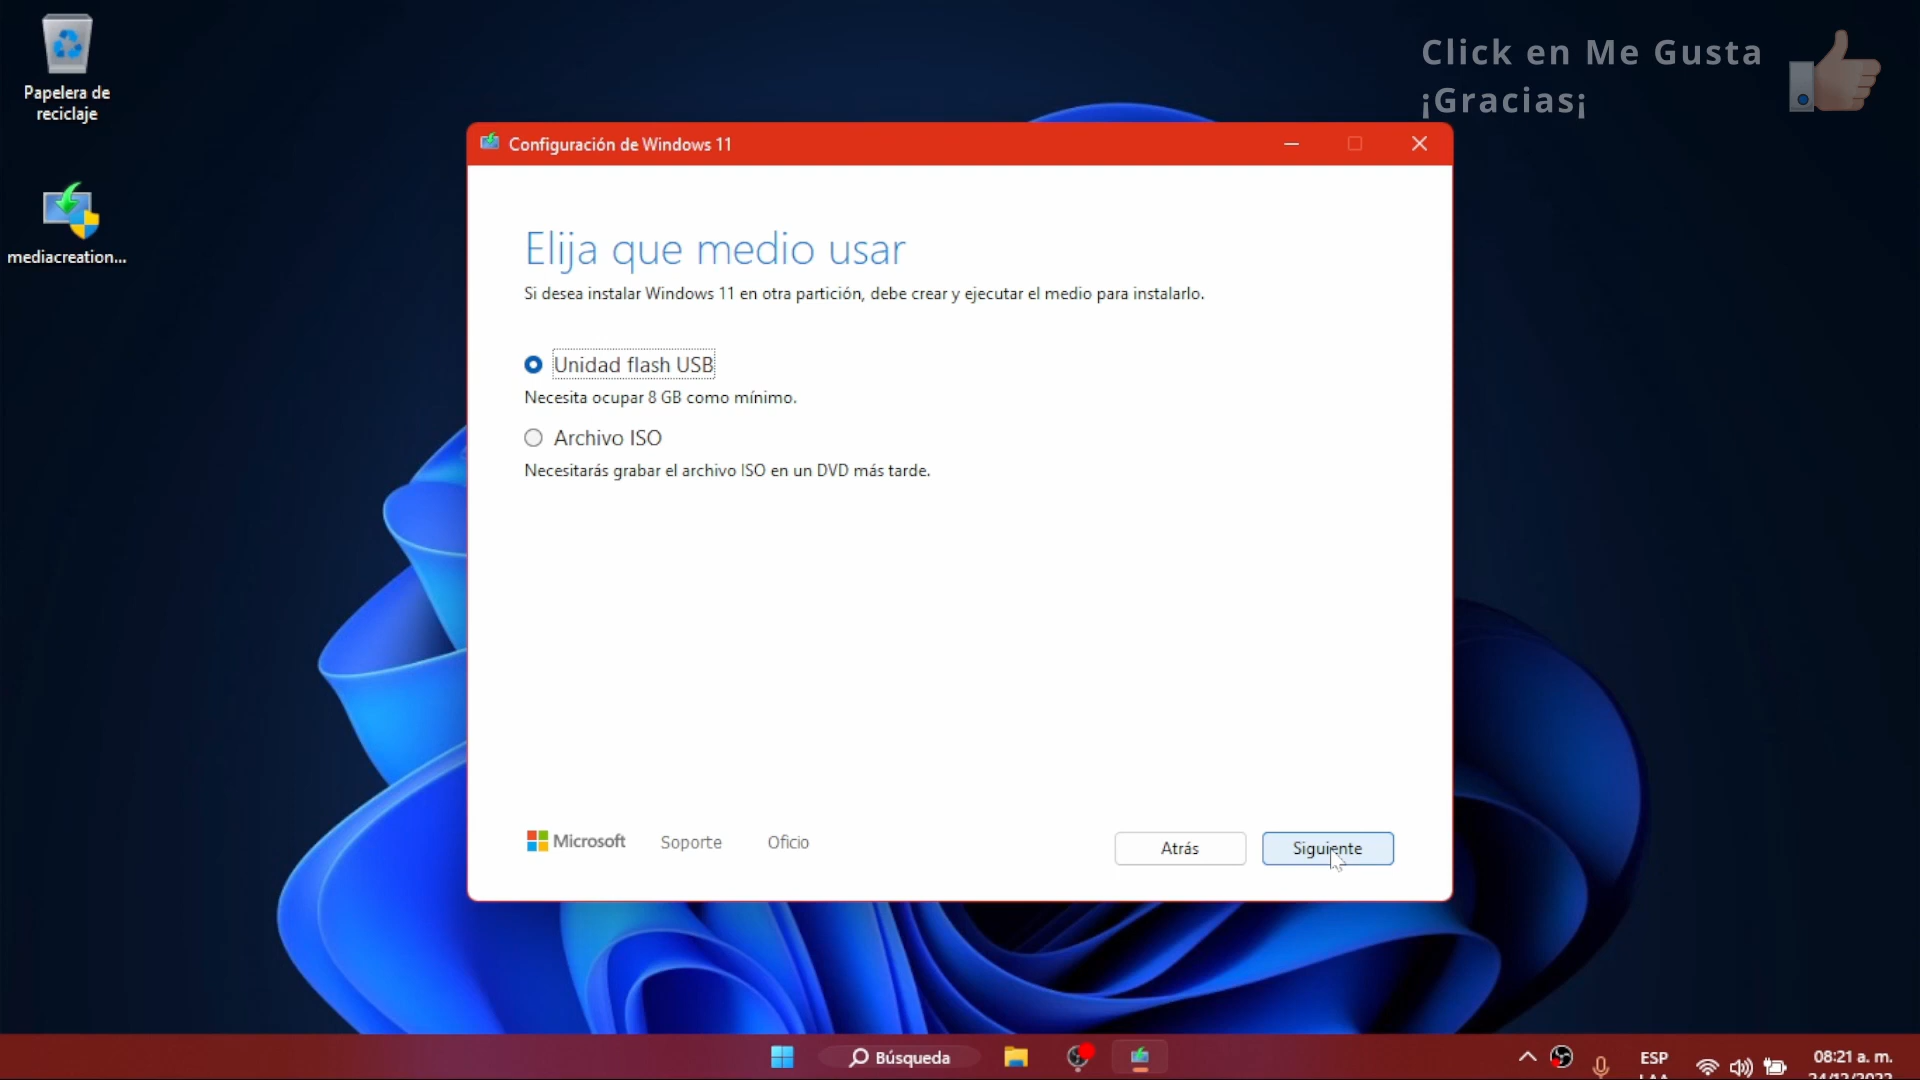 Papelera de
reciclaje
mediacreation...
Click en Me Gusta
¡Gracias¡
Configuración de Windows 11
Elija que medio usar
Si desea instalar Windows 11 en otra partición, debe crear y ejecutar el medio para instalarlo.
Unidad flash USB
Necesita ocupar 8 GB como mínimo.
Archivo ISO
Necesitarás grabar el archivo ISO en un DVD más tarde.
Microsoft
Soporte
Oficio
Atrás
Siguiente
Búsqueda
ESP
LAA
08:21 a. m.